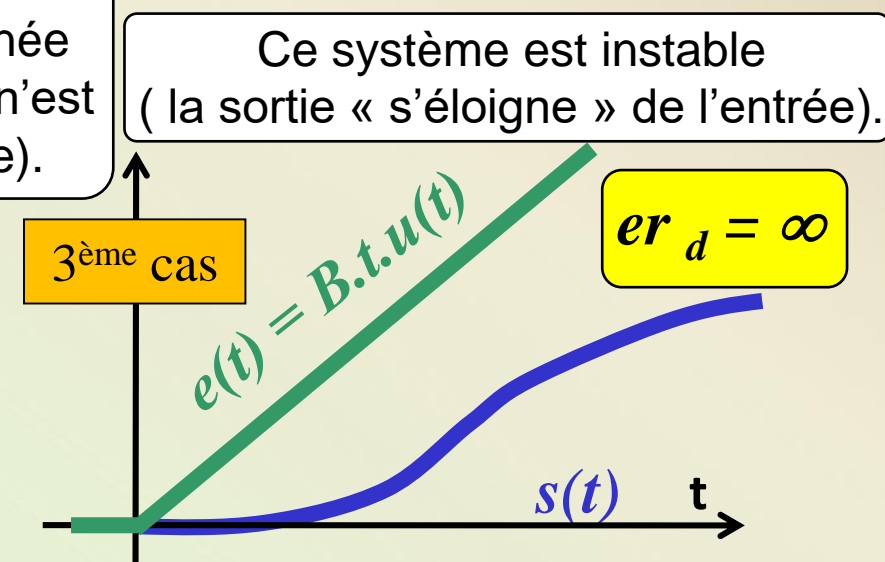 née
n'est
e).
Ce système est instable
( la sortie « s'éloigne » de l'entrée).
3ème cas
e(t) = B.t.u(t)
er d = ∞
s(t)
t